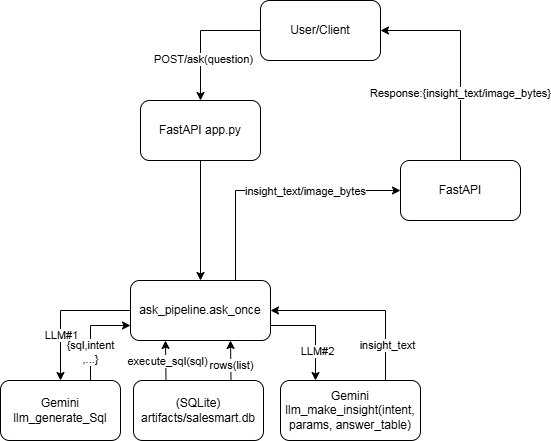 User/Client
POST/ask(question)
Response:{insight_text/image_bytes}
FastAPI app.py
insight_text/image_bytes
FastAPI
ask_pipeline.ask_once
LLM#1
{sql,intent
,...}
execute_sql(sql)
rows(list)
LLM#2
insight_text
Gemini
llm_generate_Sql
(SQLite)
artifacts/salesmart.db
Gemini
llm_make_insight(intent,
params, answer_table)